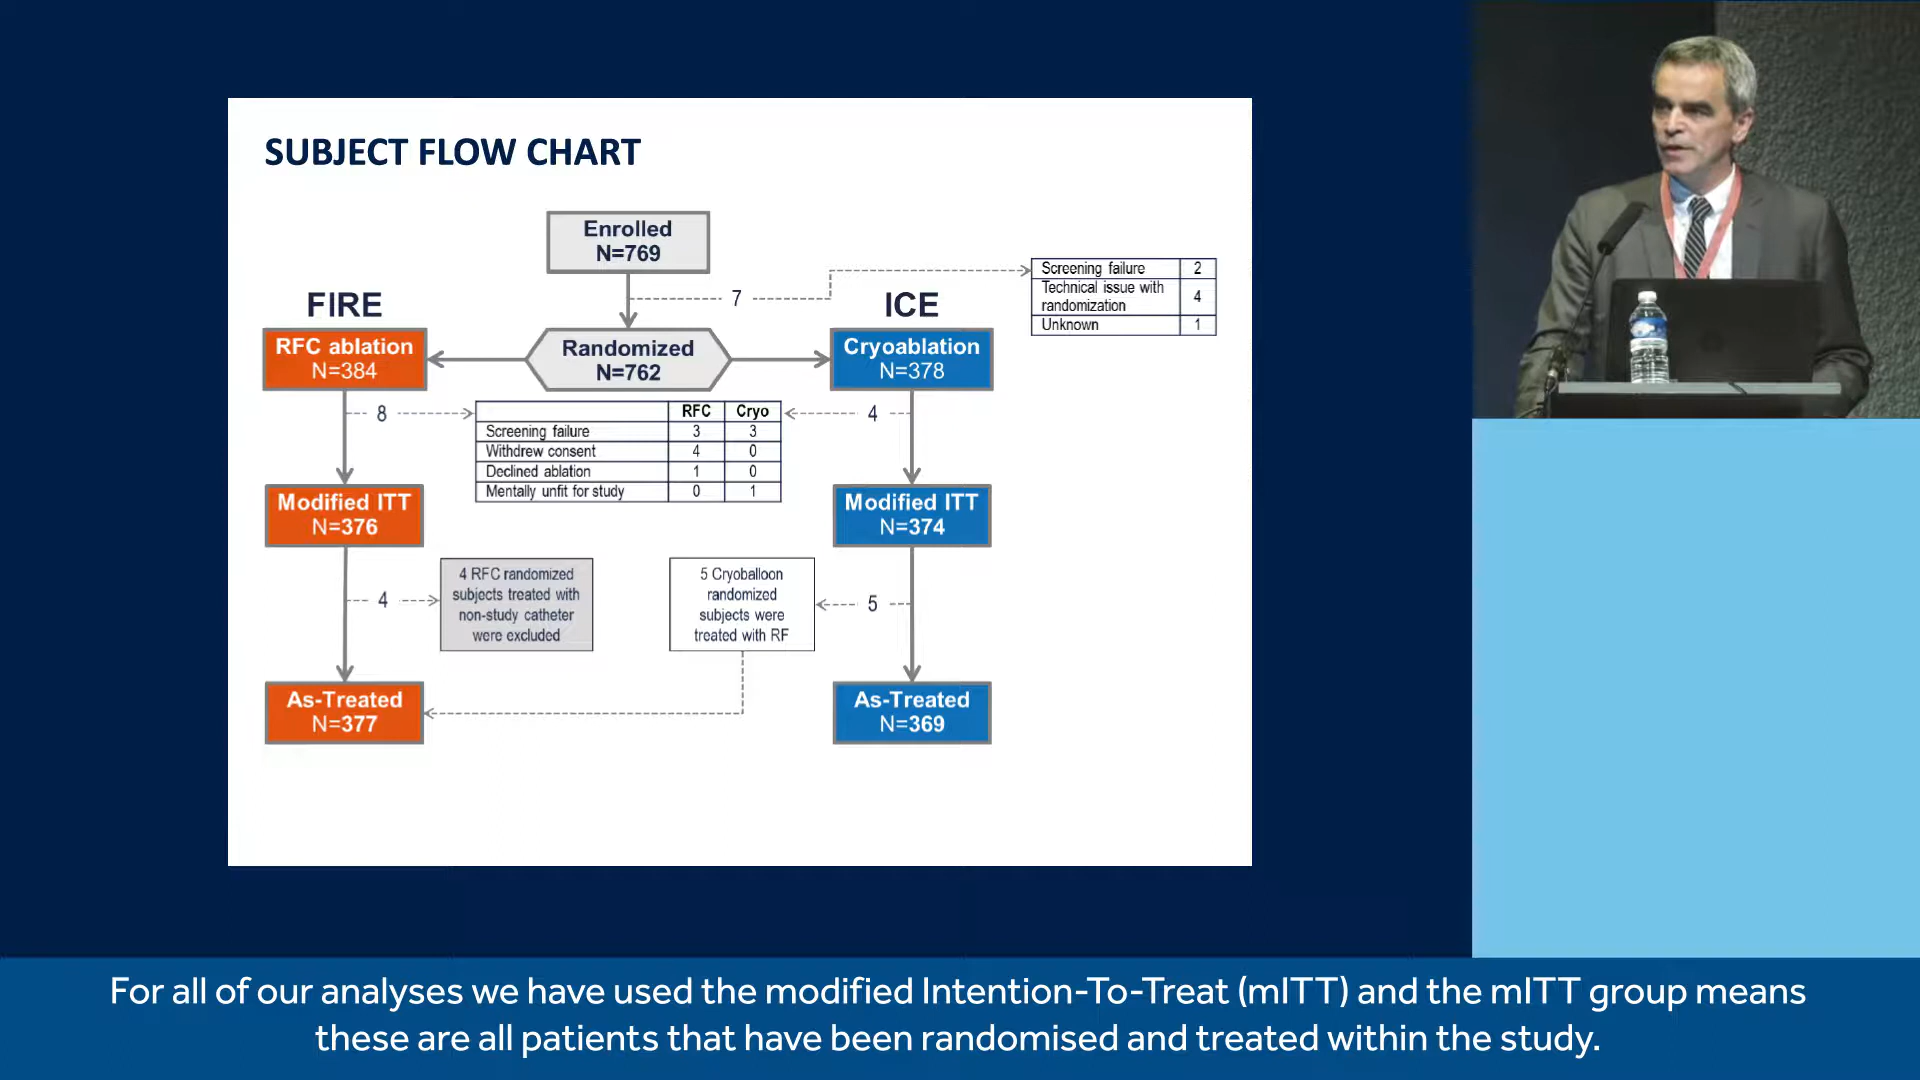 SUBJECT FLOW CHART
Enrolled
N=769
7
Screening failure 2
Technical issue with
randomization 4
Unknown 1
FIRE
ICE
RFC ablation
N=384
Randomized
N=762
Cryoablation
N=378
8
4
RFC Cryo
Screening failure 3 3
Withdrew consent 4 0
Declined ablation 1 0
Mentally unfit for study 0 1
Modified ITT
N=376
Modified ITT
N=374
4
4 RFC randomized
subjects treated with
non-study catheter
were excluded
5 Cryoballoon
randomized
subjects were
treated with RF
5
As-Treated
N=377
As-Treated
N=369
For all of our analyses we have used the modified Intention-To-Treat (mITT) and the mITT group means
these are all patients that have been randomised and treated within the study.